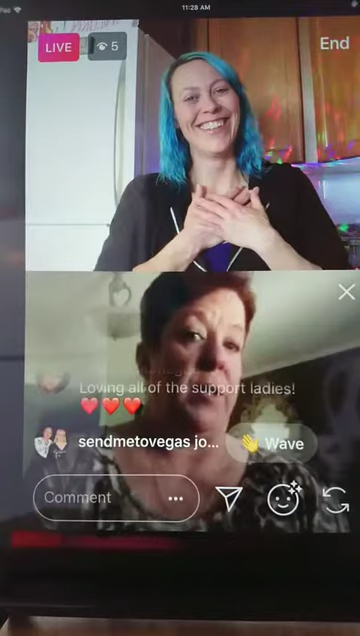 11:28 AM
LIVE
5
End
Loving all of the support ladies!
❤️❤️❤️
sendmetovegas jo...
👋 Wave
Comment